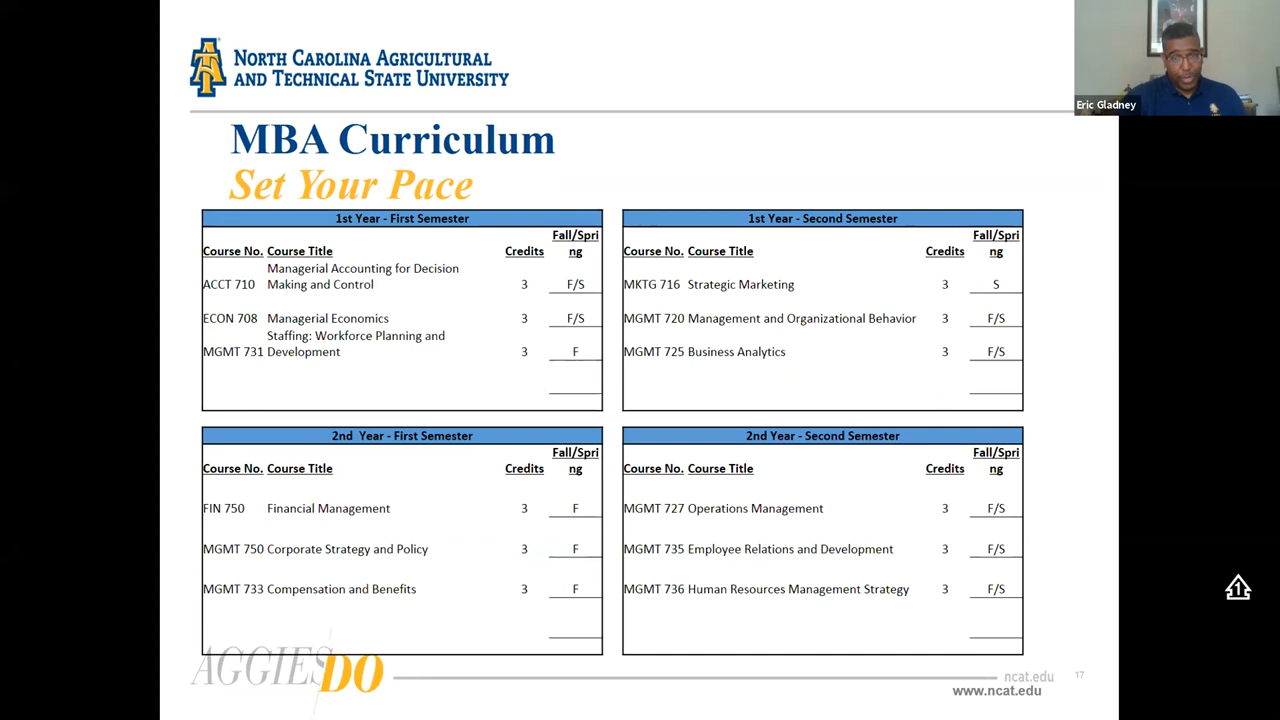 NORTH CAROLINA AGRICULTURAL
AND TECHNICAL STATE UNIVERSITY
Eric Gladney
MBA Curriculum
Set Your Pace
1st Year - First Semester
Course No. Course Title Credits Fall/Spri
ng
Managerial Accounting for Decision
ACCT 710 Making and Control 3 F/S
ECON 708 Managerial Economics 3 F/S
Staffing: Workforce Planning and
MGMT 731 Development 3 F
1st Year - Second Semester
Course No. Course Title Credits Fall/Spri
ng
MKTG 716 Strategic Marketing 3 S
MGMT 720 Management and Organizational Behavior 3 F/S
MGMT 725 Business Analytics 3 F/S
2nd Year - First Semester
Course No. Course Title Credits Fall/Spri
ng
FIN 750 Financial Management 3 F
MGMT 750 Corporate Strategy and Policy 3 F
MGMT 733 Compensation and Benefits 3 F
2nd Year - Second Semester
Course No. Course Title Credits Fall/Spri
ng
MGMT 727 Operations Management 3 F/S
MGMT 735 Employee Relations and Development 3 F/S
MGMT 736 Human Resources Management Strategy 3 F/S
1
AGGIES DO
ncat.edu 17
www.ncat.edu